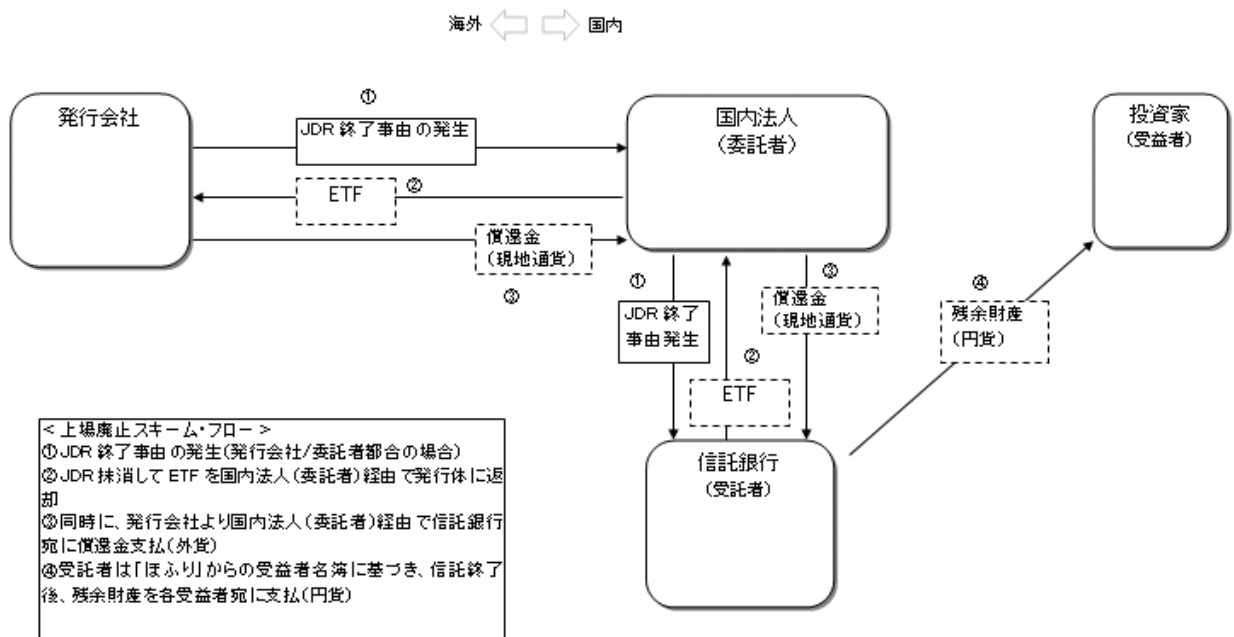 海外 国内
発行会社
①
JDR 終了事由の発生
②
ETF
償還金
(現地通貨)
③
国内法人
(委託者)
投資家
(受益者)
①
JDR 終了
事由発生
②
ETF
③
償還金
(現地通貨)
④
残余財産
(円貨)
信託銀行
(受託者)
<上場廃止スキーム・フロー>
①JDR 終了事由の発生(発行会社/委託者都合の場合)
②JDR 抹消して ETF を国内法人(委託者)経由で発行体に返
却
③同時に、発行会社より国内法人(委託者)経由で信託銀行
宛に償還金支払(外貨)
④受託者は「ほふり」からの受益者名簿に基づき、信託終了
後、残余財産を各受益者宛に支払(円貨)